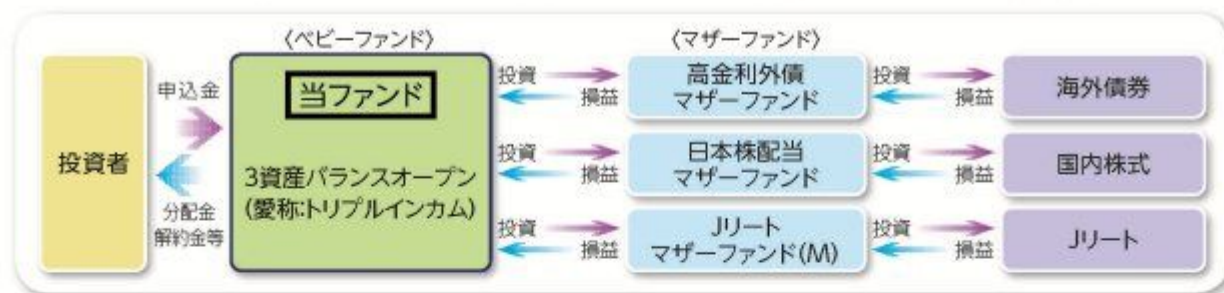 〈ベビーファンド〉
〈マザーファンド〉
投資者
申込金
分配金
解約金等
当ファンド
3資産バランスオープン
(愛称:トリプルインカム)
投資
損益
高金利外債
マザーファンド
投資
損益
海外債券
投資
損益
日本株配当
マザーファンド
投資
損益
国内株式
投資
損益
Jリート
マザーファンド(M)
投資
損益
Jリート